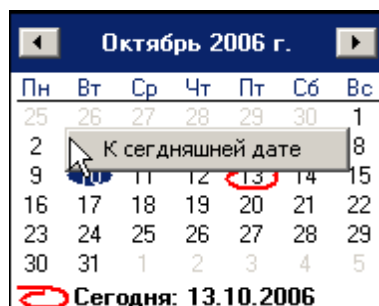 Октябрь 2006 г.
Пн Вт Ср Чт Пт Сб Вс
25 26 27 28 29 30 1
2 К сегдняшней дате 8
9 10 11 12 13 14 15
16 17 18 19 20 21 22
23 24 25 26 27 28 29
30 31 1 2 3 4 5
Сегодня: 13.10.2006